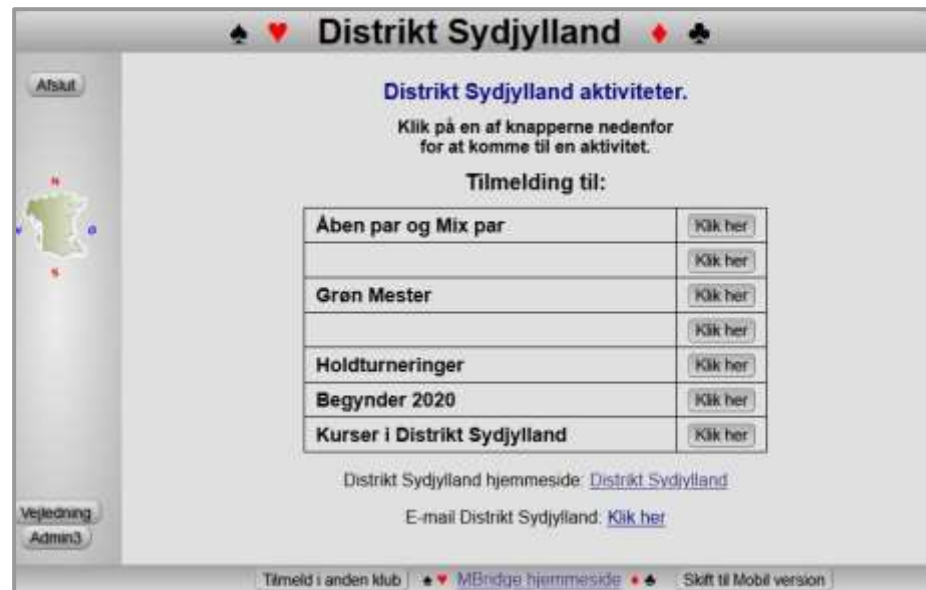 ♠ ♥ Distrikt Sydjylland ♦ ♣
Afslut
Distrikt Sydjylland aktiviteter.
Klik på en af knapperne nedenfor
for at komme til en aktivitet.
Tilmelding til:
Åben par og Mix par Klik her
Klik her
Grøn Mester Klik her
Klik her
Holdturneringer Klik her
Begynder 2020 Klik her
Kurser i Distrikt Sydjylland Klik her
N
V Ø
S
Distrikt Sydjylland hjemmeside: Distrikt Sydjylland
E-mail Distrikt Sydjylland: Klik her
Vejledning
Admin3
Tilmeld i anden klub ♠ ♥ MBridge hjemmeside ♦ ♣ Skift til Mobil version